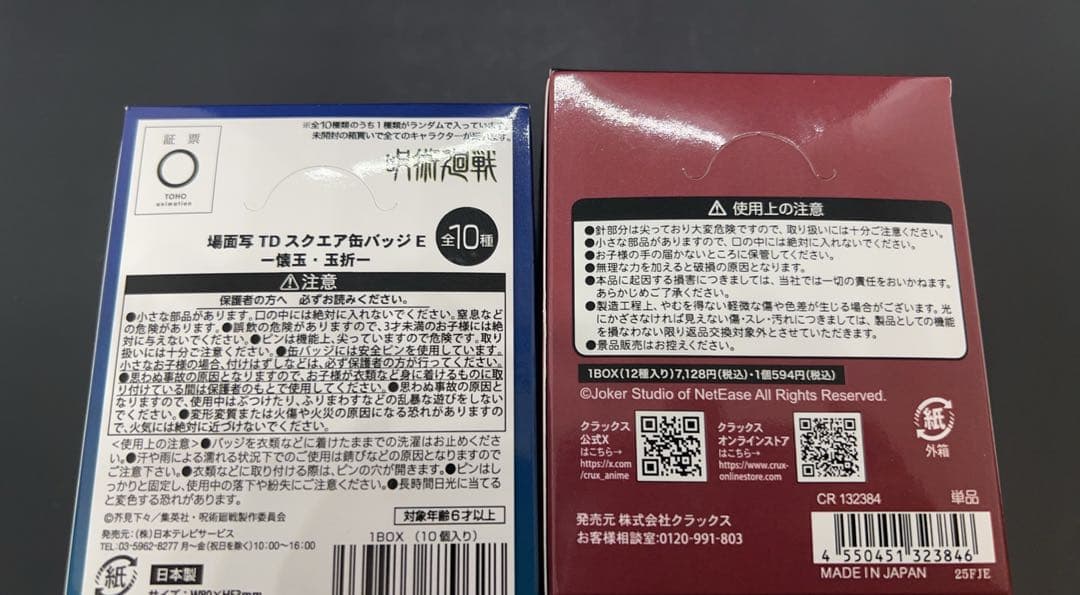 証票
TOHO
animation
※全10種類のうち1種類がランダムで入っています。
未開封の箱買いで全てのキャラクターが
呪術廻戦
場面写 TD スクエア缶バッジ E
ー懐玉・玉折ー
全10種
⚠注意
保護者の方へ 必ずお読みください。
●小さな部品があります。口の中には絶対に入れないでください。窒息など
の危険があります。●誤飲の危険がありますので、3才未満のお子様には絶
対に与えないでください。●ピンは機能上、尖っていますので危険です。取
り扱いには十分ご注意ください。●缶バッジには安全ピンを使用しています。
小さなお子様の場合、付けはずしなどは、必ず保護者の方が行ってください。
●思わぬ事故の原因となりますので、お子様が衣類など身に着けるものに取
り付けている間は保護者のもとで使用してください。●思わぬ事故の原因と
なりますので、使用中はぶつけたり、ふりまわすなどの乱暴な遊びをしない
でください。●変形変質または火傷や火災の原因になる恐れがありますの
で、火気には絶対に近づけないでください。
<使用上の注意>●バッジを衣類などに着けたままでの洗濯はお止めくださ
い。●汗や雨による濡れる状況下でのご使用は錆びなどの原因となりますので
ご注意下さい。●衣類などに取り付ける際は、ピンの穴が開きます。●ピンはし
っかりと固定し、使用中の落下や紛失にご注意ください。●長時間日光に当てる
と変色する恐れがあります。
©芥見下々/集英社・呪術廻戦製作委員会
対象年齢6才以上
発売元:(株)日本テレビサービス
TEL:03-5962-8277 月〜金(祝日を除く)10:00〜16:00
1BOX (10個入り)
紙
日本製
サイズ:W80×H53mm
⚠ 使用上の注意
●針部分は尖っており大変危険ですので、取り扱いには十分ご注意ください。
●小さな部品がありますので、口の中には絶対に入れないでください。
●お子様の手の届かないところに保管してください。
●無理な力を加えると破損の原因となります。
●本品に起因する損害につきましては、当社では一切の責任をおいかねます。
あらかじめご了承ください。
●製造工程上、やむを得ない軽微な傷や色差が生じる場合がございます。光
にかざさなければ見えない傷・スレ・汚れにつきましては、製品としての機能
を損なわない限り返品交換対象外とさせていただきます。
●景品販売はお控えください。
1BOX(12種入り)7,128円(税込)・1個594円(税込)
©Joker Studio of NetEase All Rights Reserved.
クラックス
公式X
はこちら→
https://x.com
/crux_anime
クラックス
オンラインストア
はこちら→
https://www.crux-
onlinestore.com
紙
外箱
CR 132384
単品
発売元 株式会社クラックス
お客様相談室:0120-991-803
4 550451 323846
MADE IN JAPAN
25FJE